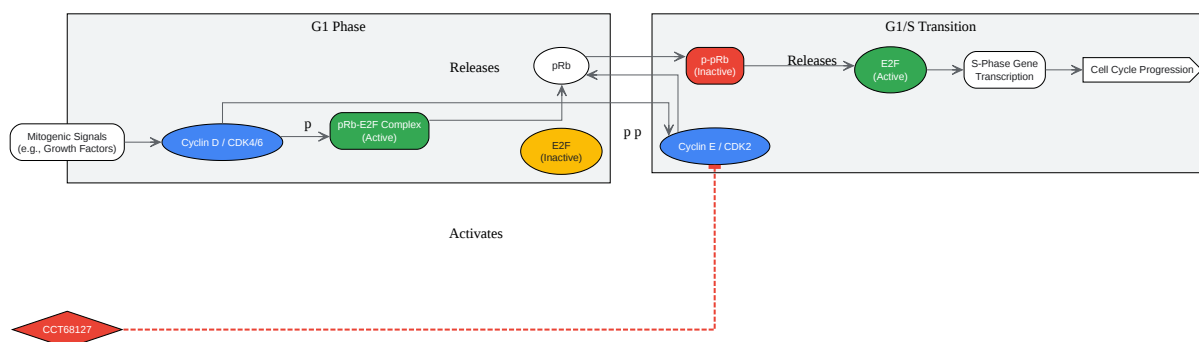 G1 Phase
G1/S Transition
Releases
pRb
p-pRb
(Inactive)
Releases
E2F
(Active)
S-Phase Gene
Transcription
Cell Cycle Progression
Mitogenic Signals
(e.g., Growth Factors)
Cyclin D / CDK4/6
p
pRb-E2F Complex
(Active)
E2F
(Inactive)
p p
Cyclin E / CDK2
Activates
CCT68127